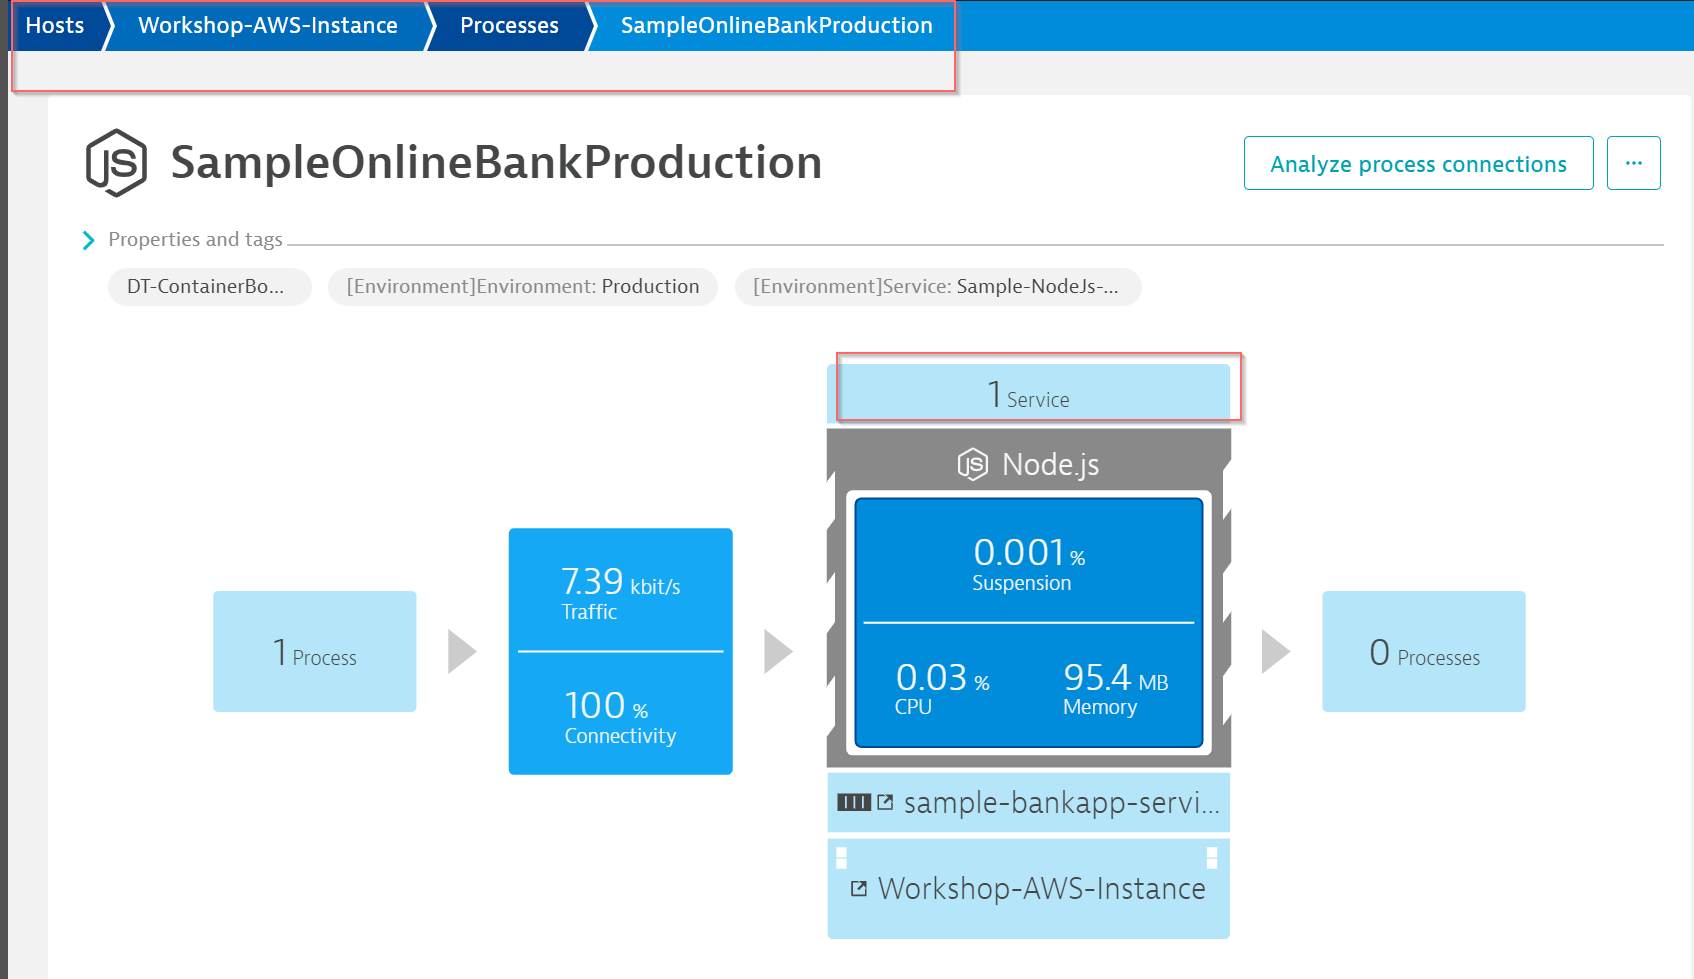 Hosts Workshop-AWS-Instance Processes SampleOnlineBankProduction
JS SampleOnlineBankProduction
Analyze process connections ...
Properties and tags
DT-ContainerBo... [Environment]Environment: Production [Environment]Service: Sample-NodeJs-...
1 Service
JS Node.js
0.001 %
Suspension
7.39 kbit/s
Traffic
1 Process
0 Processes
0.03 %
CPU
95.4 MB
Memory
100 %
Connectivity
sample-bankapp-servi...
Workshop-AWS-Instance